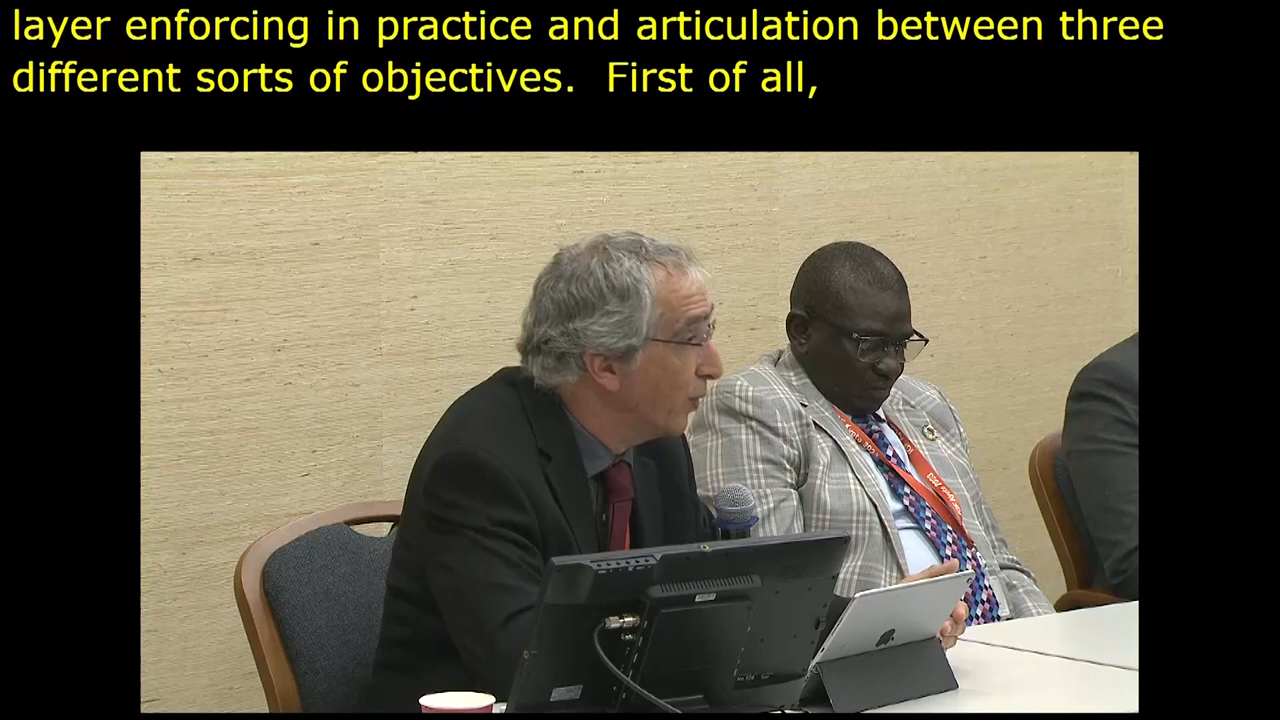 layer enforcing in practice and articulation between three
different sorts of objectives.  First of all,